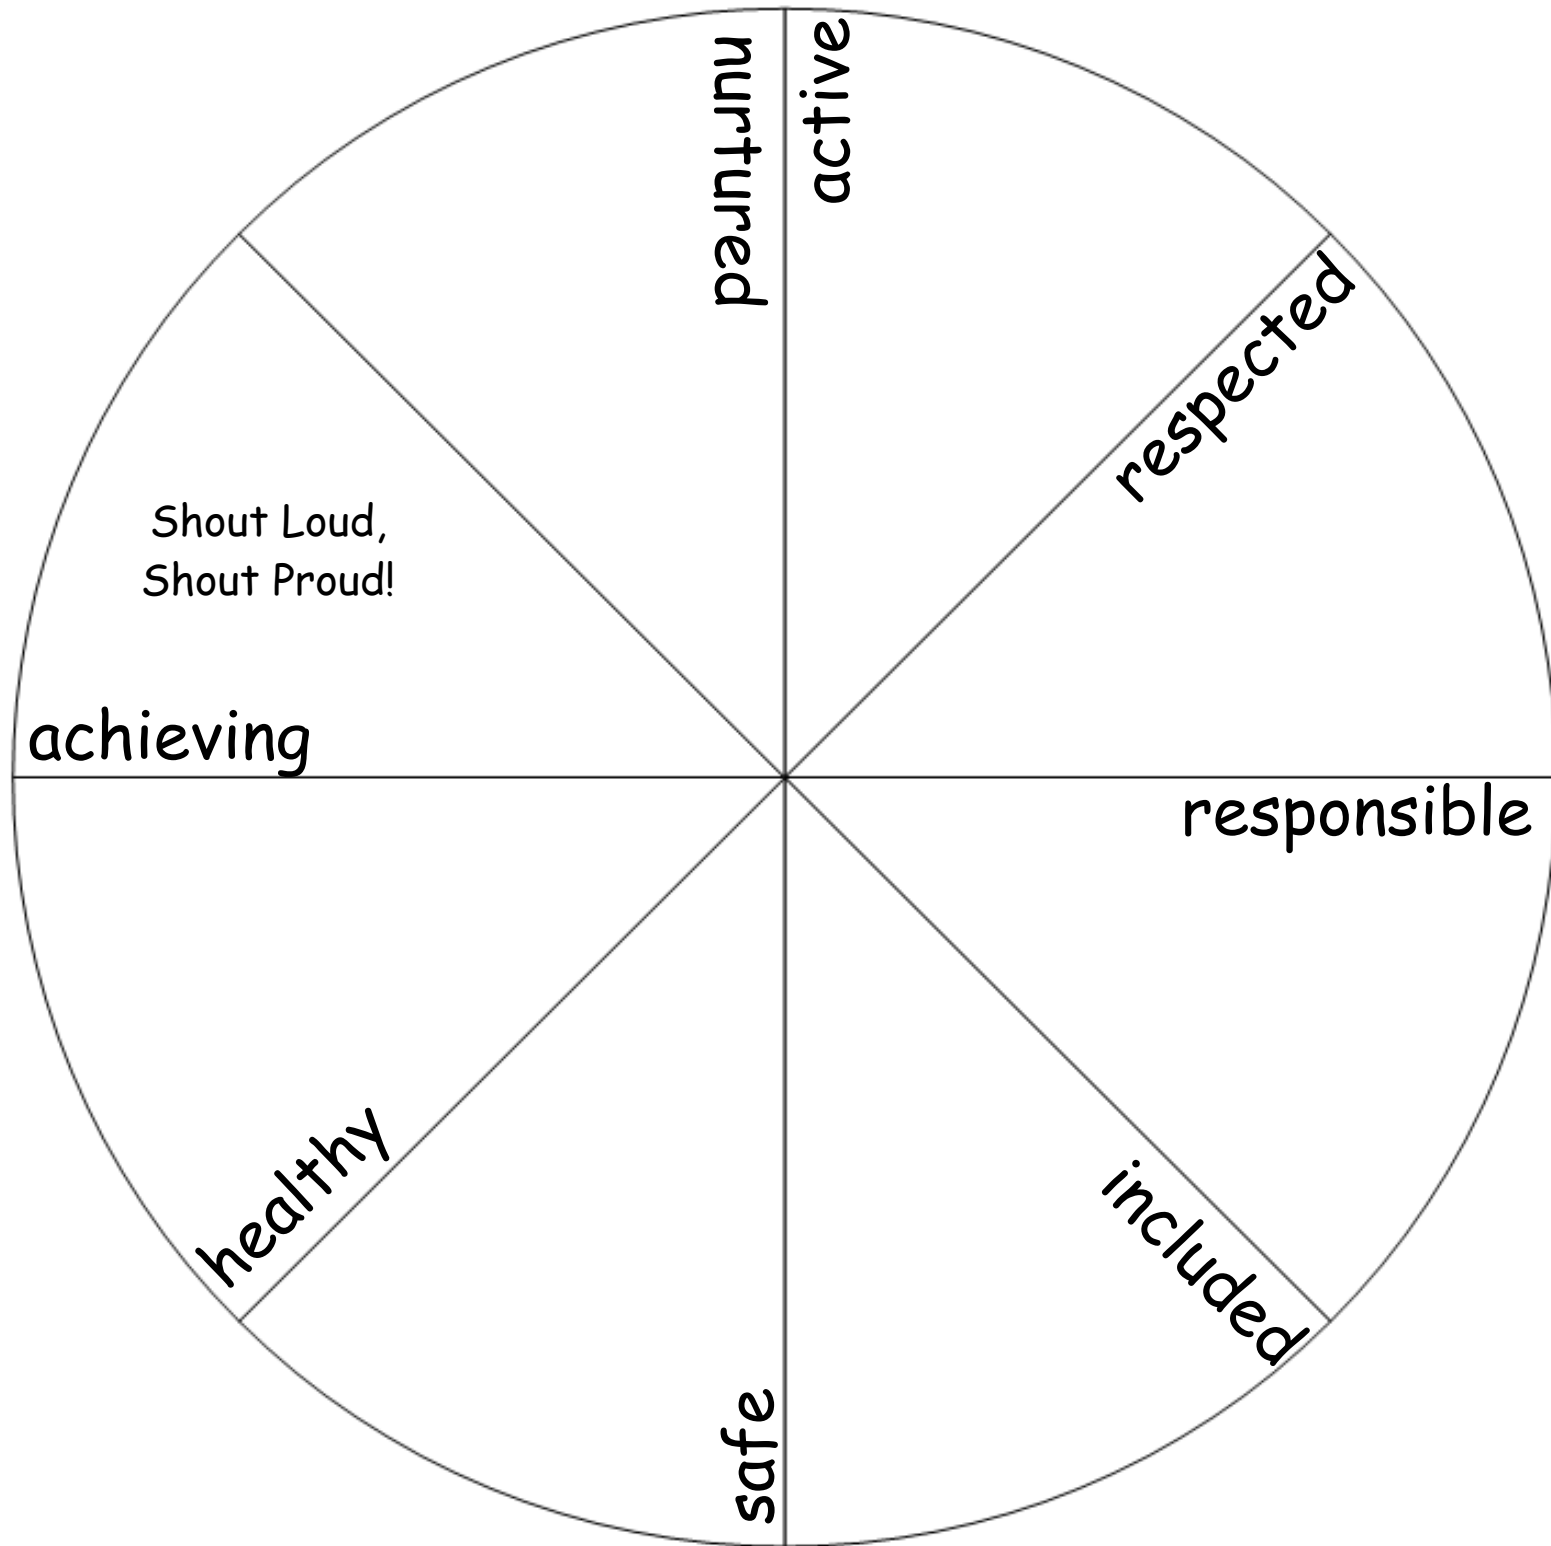 nurtured
active
respected
Shout Loud,
Shout Proud!
achieving
responsible
healthy
included
safe